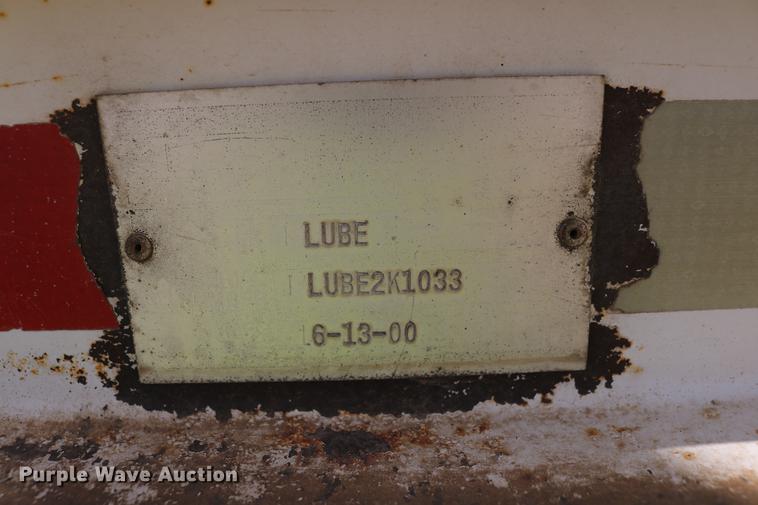 LUBE
LUBE2K1033
6-13-00
Purple Wave Auction